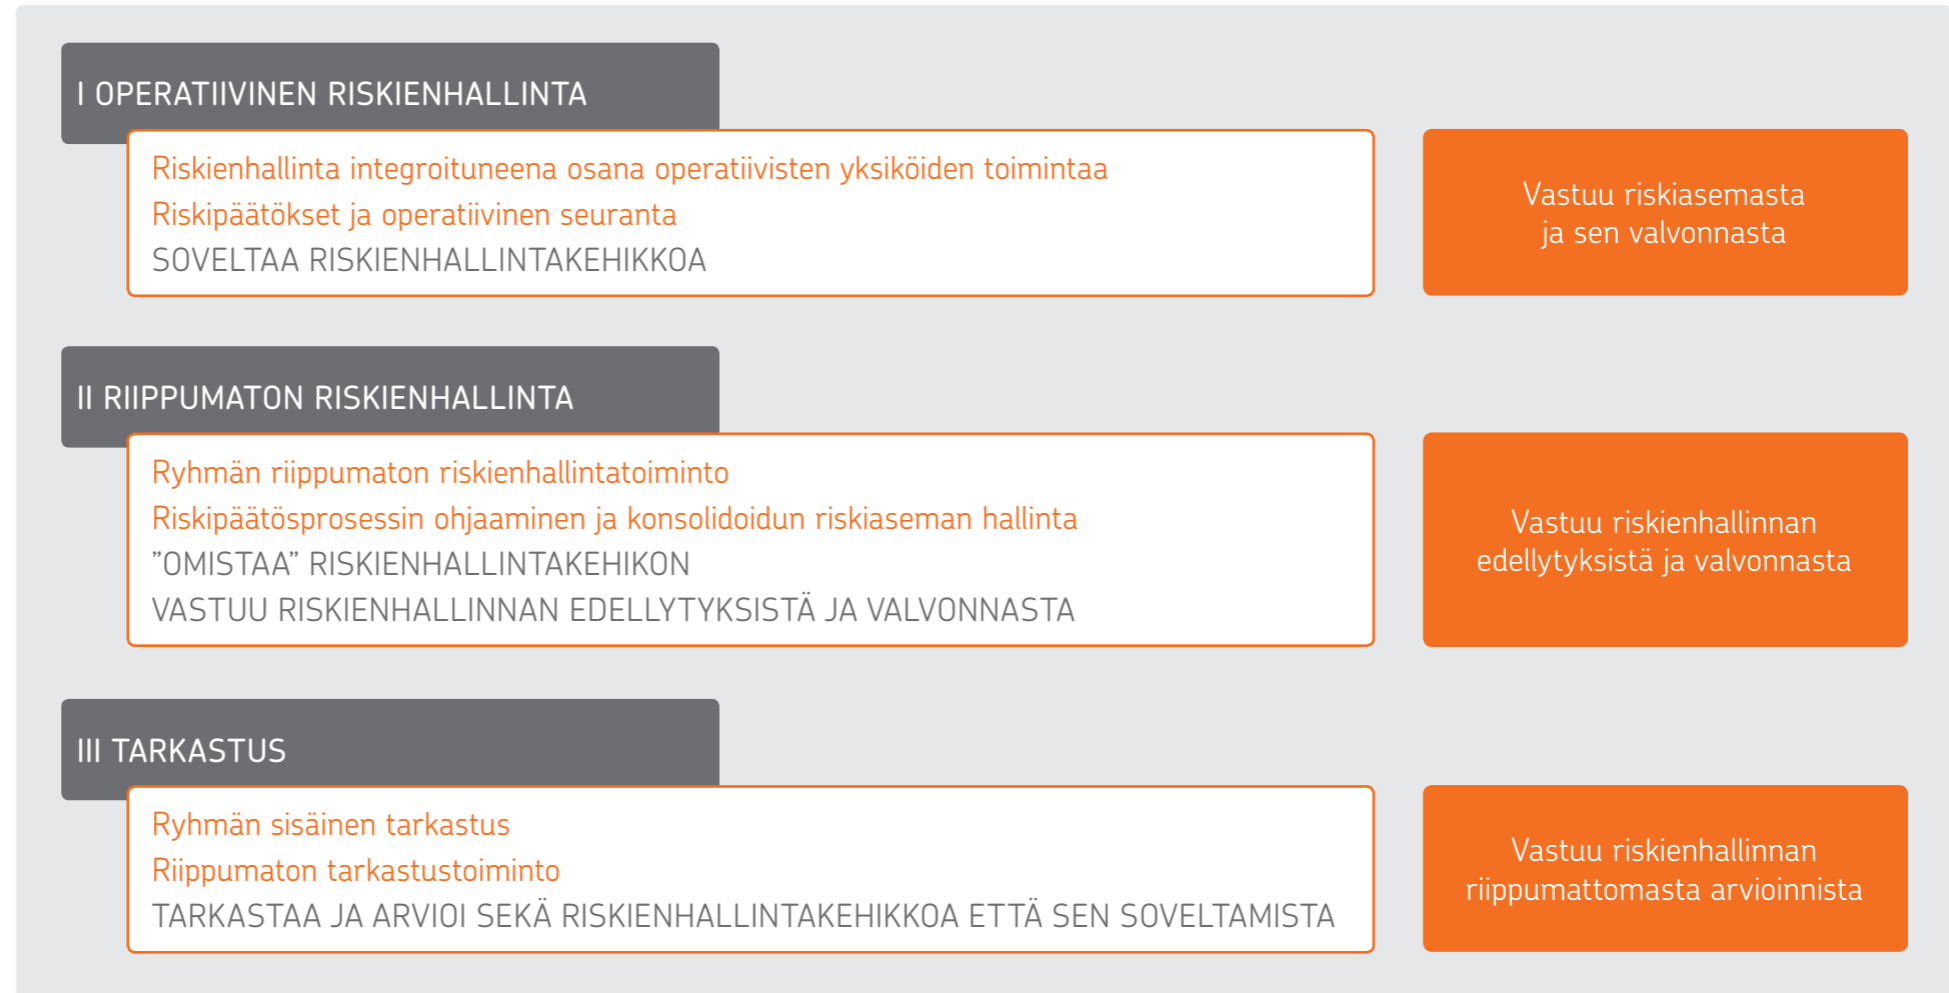 I OPERATIIVINEN RISKIENHALLINTA
Riskienhallinta integroituneena osana operatiivisten yksiköiden toimintaa
Riskipäätökset ja operatiivinen seuranta
SOVELTAA RISKIENHALLINTAKEHIKKOA
Vastuu riskiasemasta
ja sen valvonnasta
II RIIPPUMATON RISKIENHALLINTA
Ryhmän riippumaton riskienhallintatoiminto
Riskipäätösprosessin ohjaaminen ja konsolidoidun riskiaseman hallinta
”OMISTAA” RISKIENHALLINTAKEHIKON
VASTUU RISKIENHALLINNAN EDELLYTYKSISTÄ JA VALVONNASTA
Vastuu riskienhallinnan
edellytyksistä ja valvonnasta
III TARKASTUS
Ryhmän sisäinen tarkastus
Riippumaton tarkastustoiminto
TARKASTAA JA ARVIOI SEKÄ RISKIENHALLINTAKEHIKKOA ETTÄ SEN SOVELTAMISTA
Vastuu riskienhallinnan
riippumattomasta arvioinnista